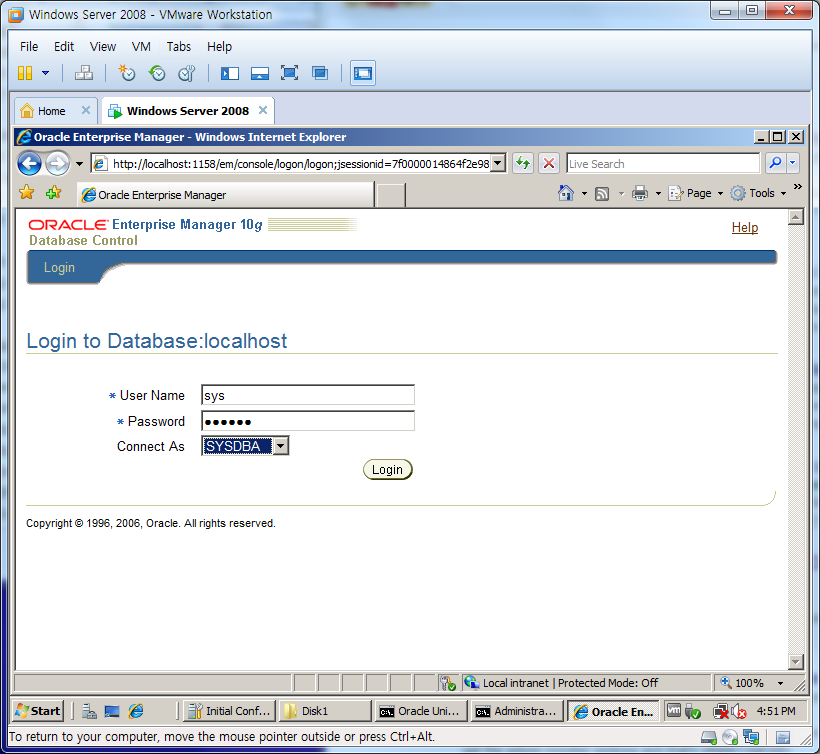 Windows Server 2008 - VMware Workstation
File Edit View VM Tabs Help
Home Windows Server 2008
Oracle Enterprise Manager - Windows Internet Explorer
http://localhost:1158/em/console/logon/logon;jsessionid=7f0000014864f2e98 Live Search
Oracle Enterprise Manager Page Tools
ORACLE Enterprise Manager 10g
Database Control
Help
Login
Login to Database:localhost
* User Name sys
* Password ••••••
Connect As SYSDBA
Login
Copyright © 1996, 2006, Oracle. All rights reserved.
Local intranet | Protected Mode: Off 100%
Start Initial Conf... Disk1 Oracle Uni... Administra... Oracle En... 4:51 PM
To return to your computer, move the mouse pointer outside or press Ctrl+Alt.